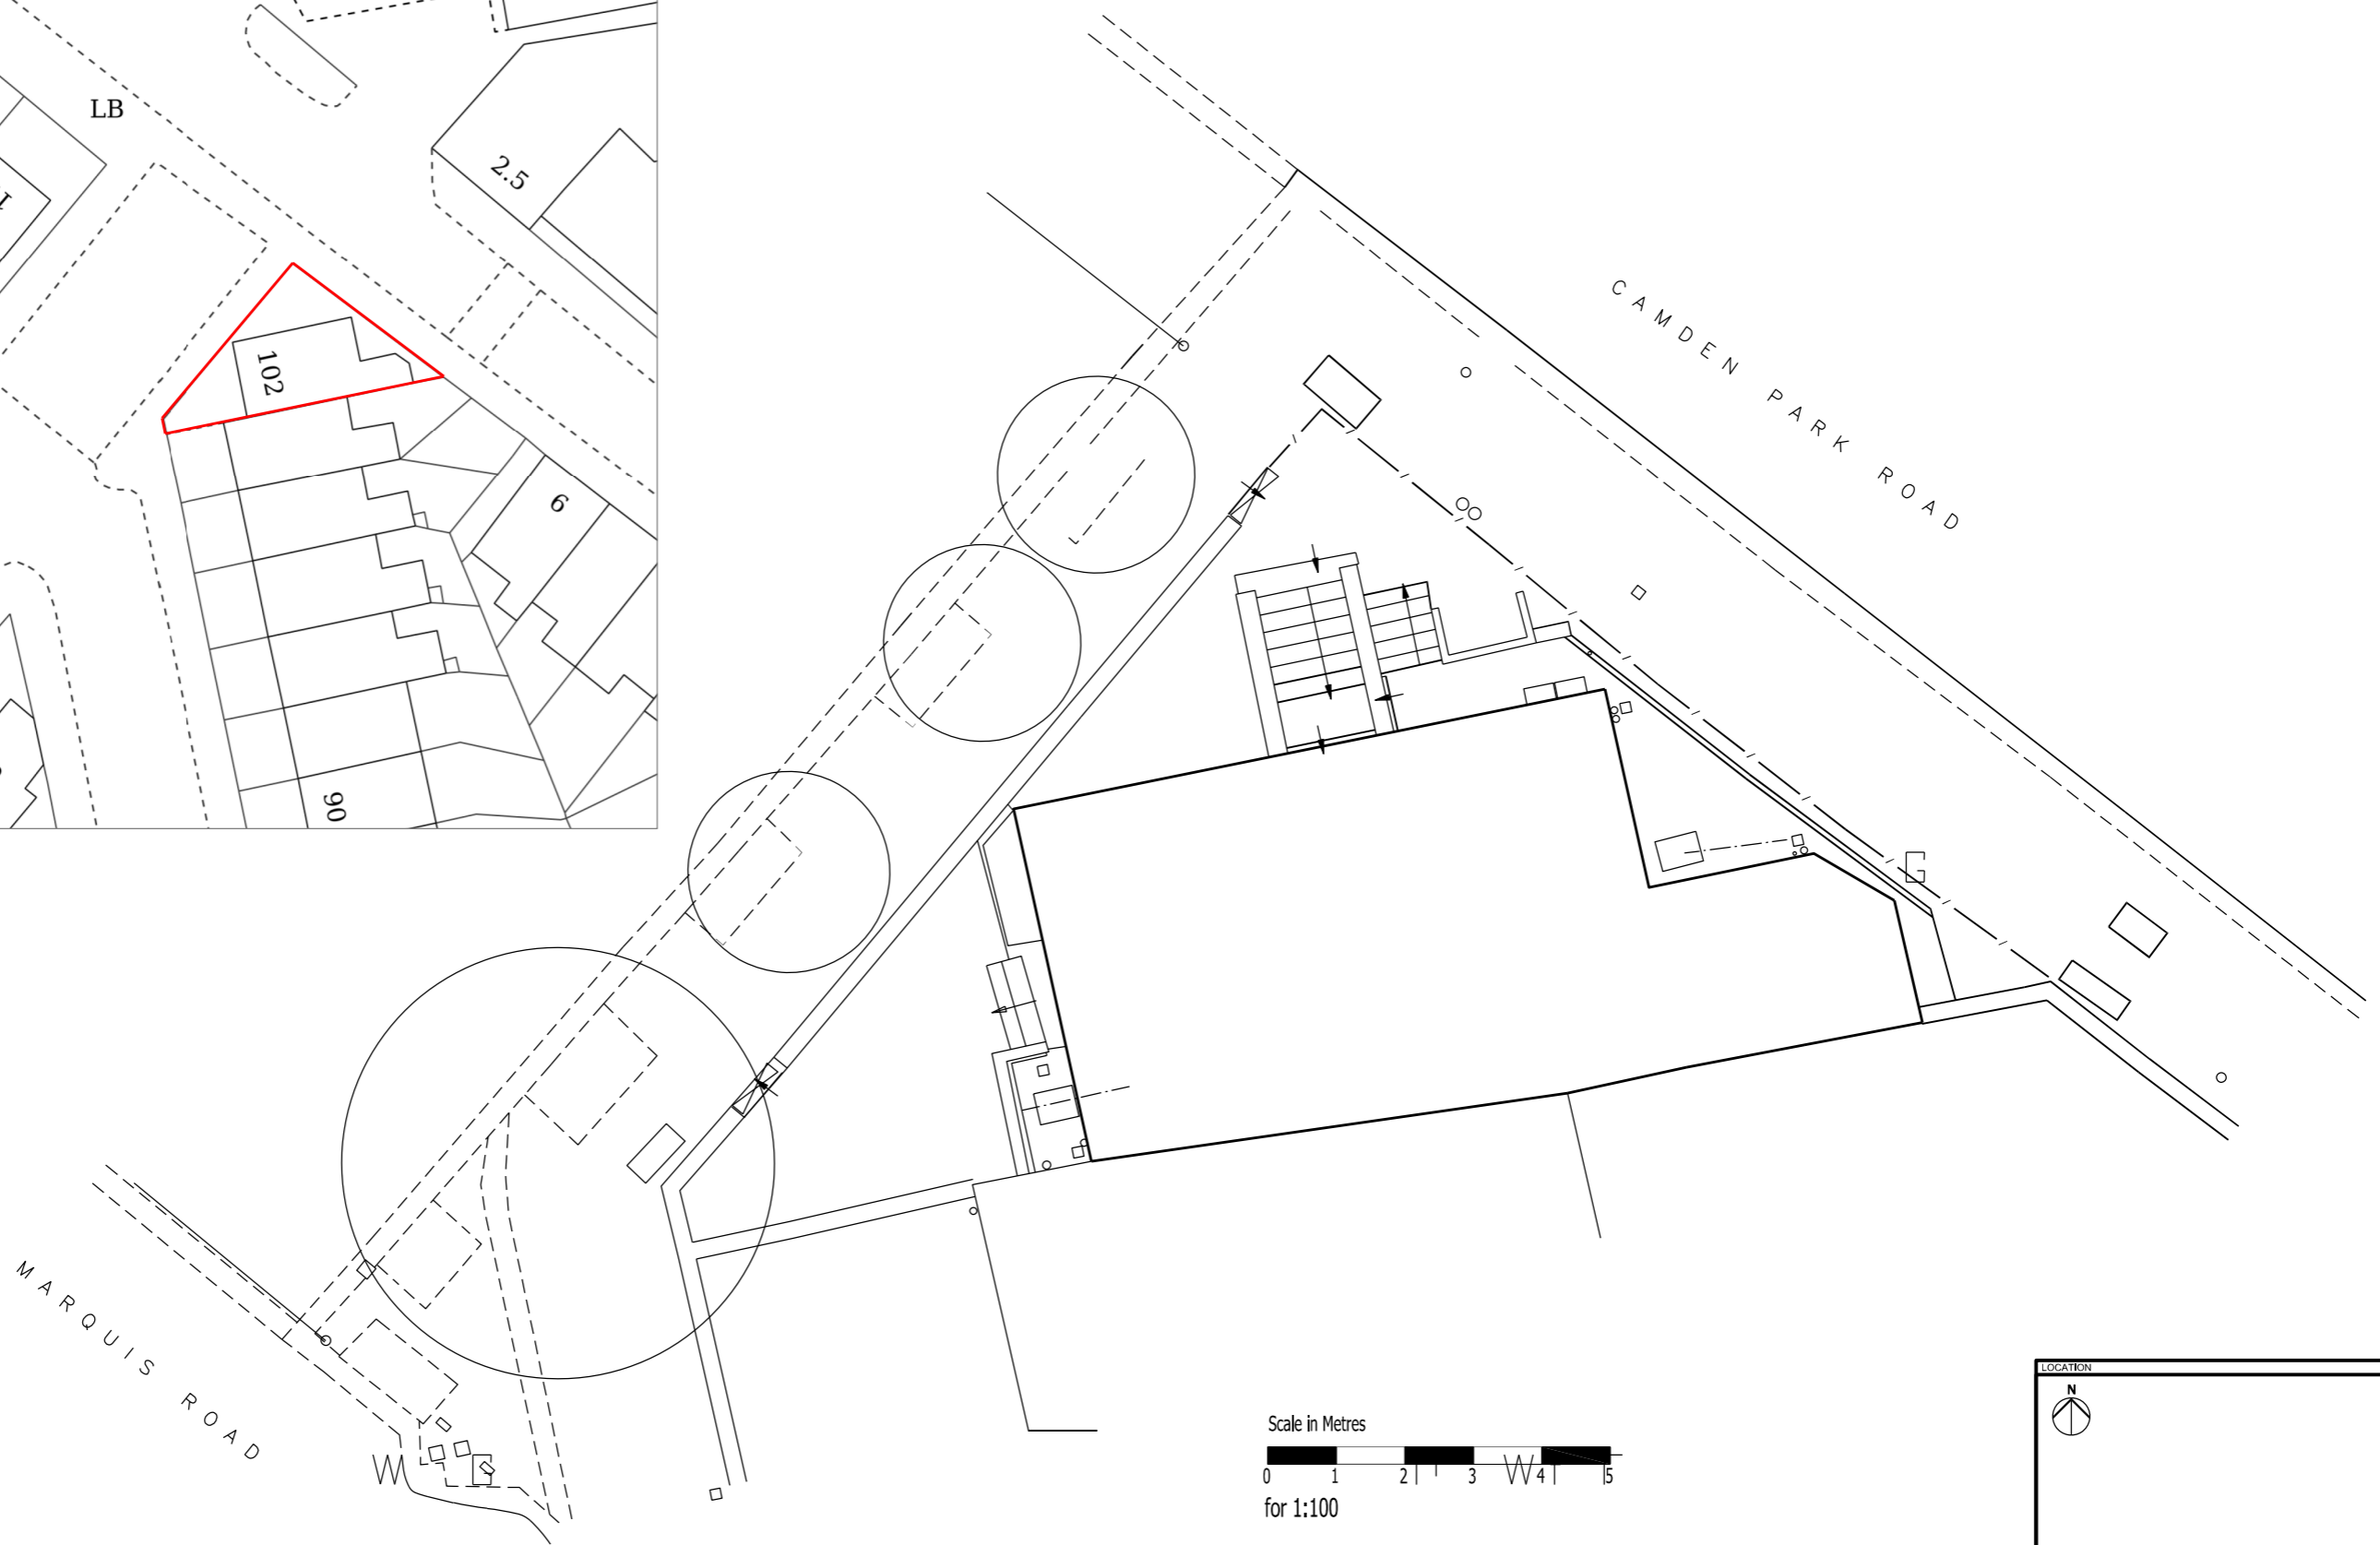 LB
2.5
102
6
90
CAMDEN PARK ROAD
G
MARQUIS ROAD
W
Scale in Metres
0 1 2 3 W 4 5
for 1:100
LOCATION
N